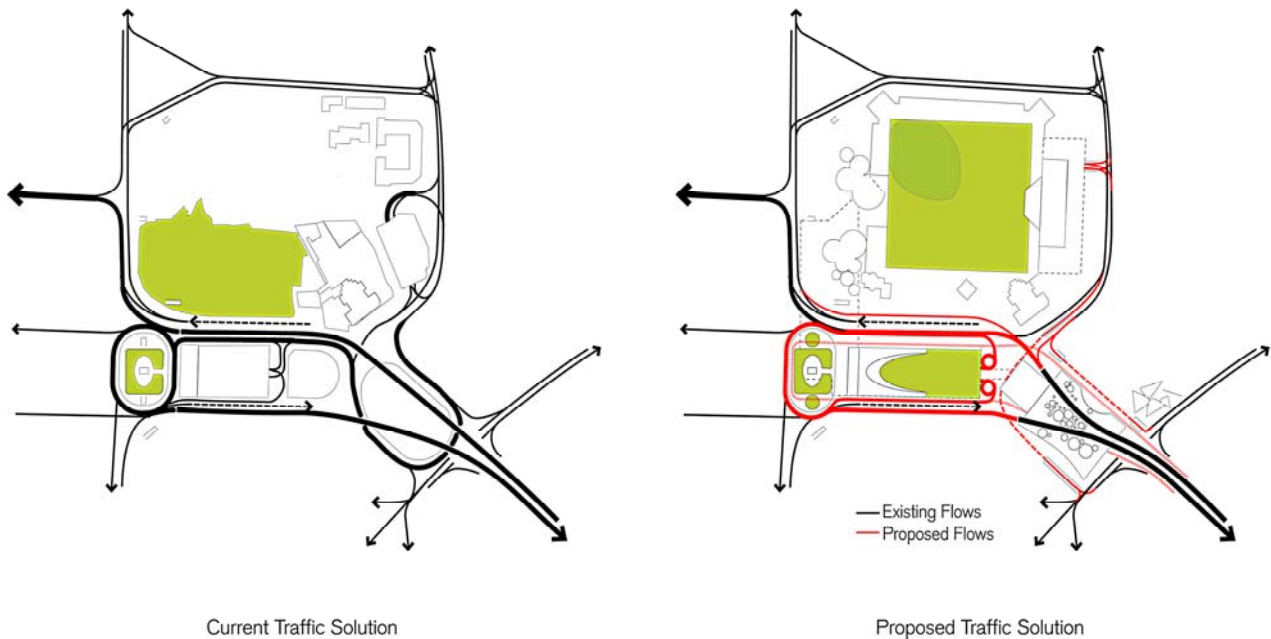 Existing Flows
Proposed Flows
Current Traffic Solution
Proposed Traffic Solution